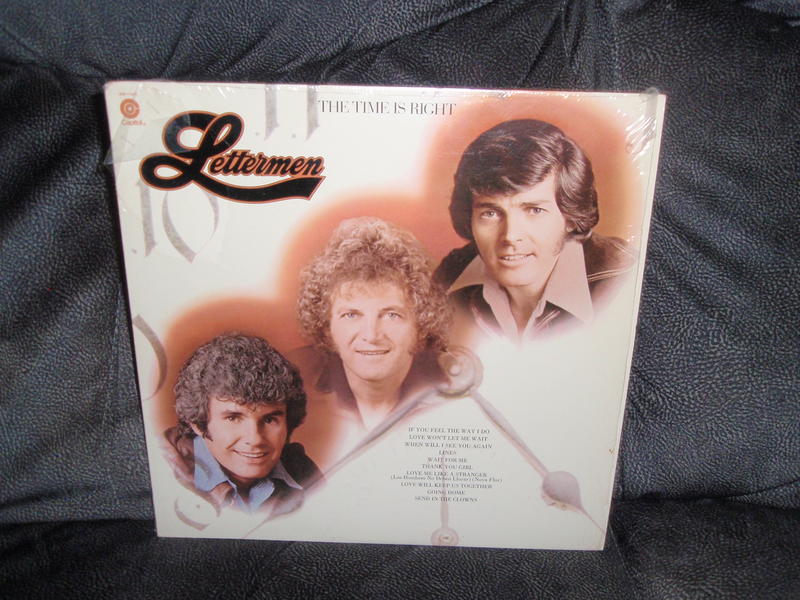 Capitol
THE TIME IS RIGHT
Lettermen
11
10
IF YOU FEEL THE WAY I DO
LOVE WON'T LET ME WAIT
WHEN WILL I SEE YOU AGAIN
LINES
WAIT FOR ME
THANK YOU GIRL
LOVE ME LIKE A STRANGER
LOVE WILL KEEP US TOGETHER
GOING HOME
SEND IN THE CLOWNS